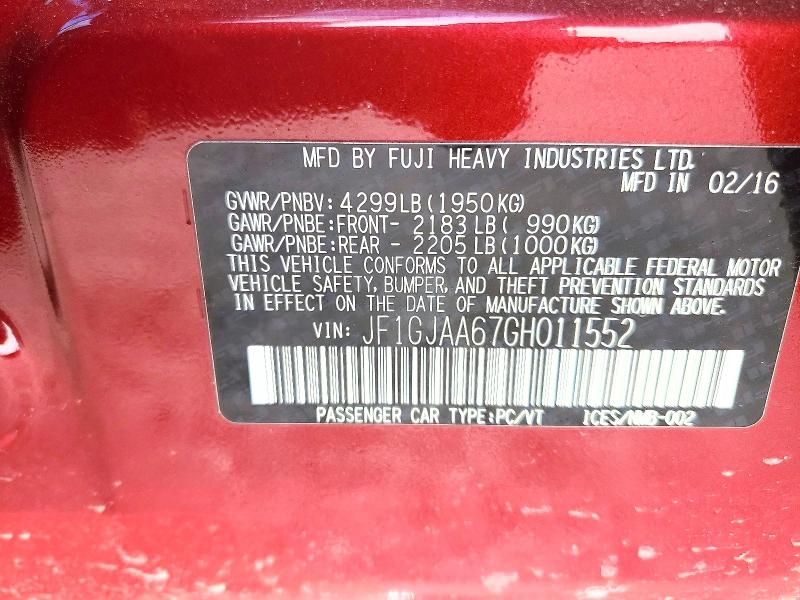 MFD BY FUJI HEAVY INDUSTRIES LTD.
MFD IN 02/16
GVWR/PNBV: 4299LB (1950KG)
GAWR/PNBE: FRONT- 2183 LB ( 990KG)
GAWR/PNBE: REAR - 2205 LB (1000KG)
THIS VEHICLE CONFORMS TO ALL APPLICABLE FEDERAL MOTOR
VEHICLE SAFETY, BUMPER, AND THEFT PREVENTION STANDARDS
IN EFFECT ON THE DATE OF MANUFACTURE SHOWN ABOVE.
VIN: JF1GJAA67GH011552
PASSENGER CAR TYPE: PC/VT ICES/NMB-002